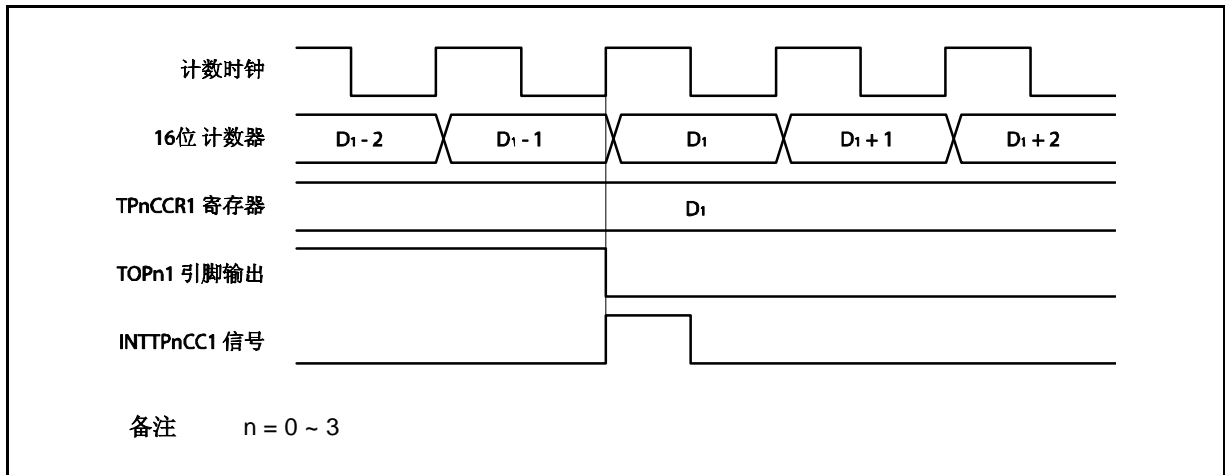 计数时钟
16位 计数器
D1 - 2 D1 - 1 D1 D1 + 1 D1 + 2
TPnCCR1 寄存器
D1
TOPn1 引脚输出
INTTPnCC1 信号
备注 n = 0 ~ 3